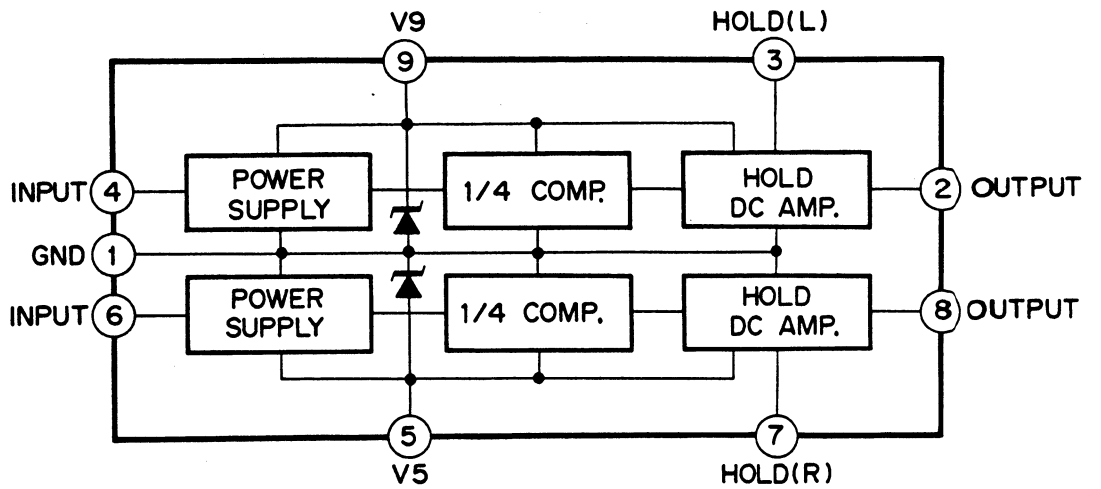 V9
HOLD(L)
9
3
INPUT 4
POWER SUPPLY
1/4 COMP.
HOLD DC AMP.
2 OUTPUT
GND 1
INPUT 6
POWER SUPPLY
1/4 COMP.
HOLD DC AMP.
8 OUTPUT
5
7
V5
HOLD(R)